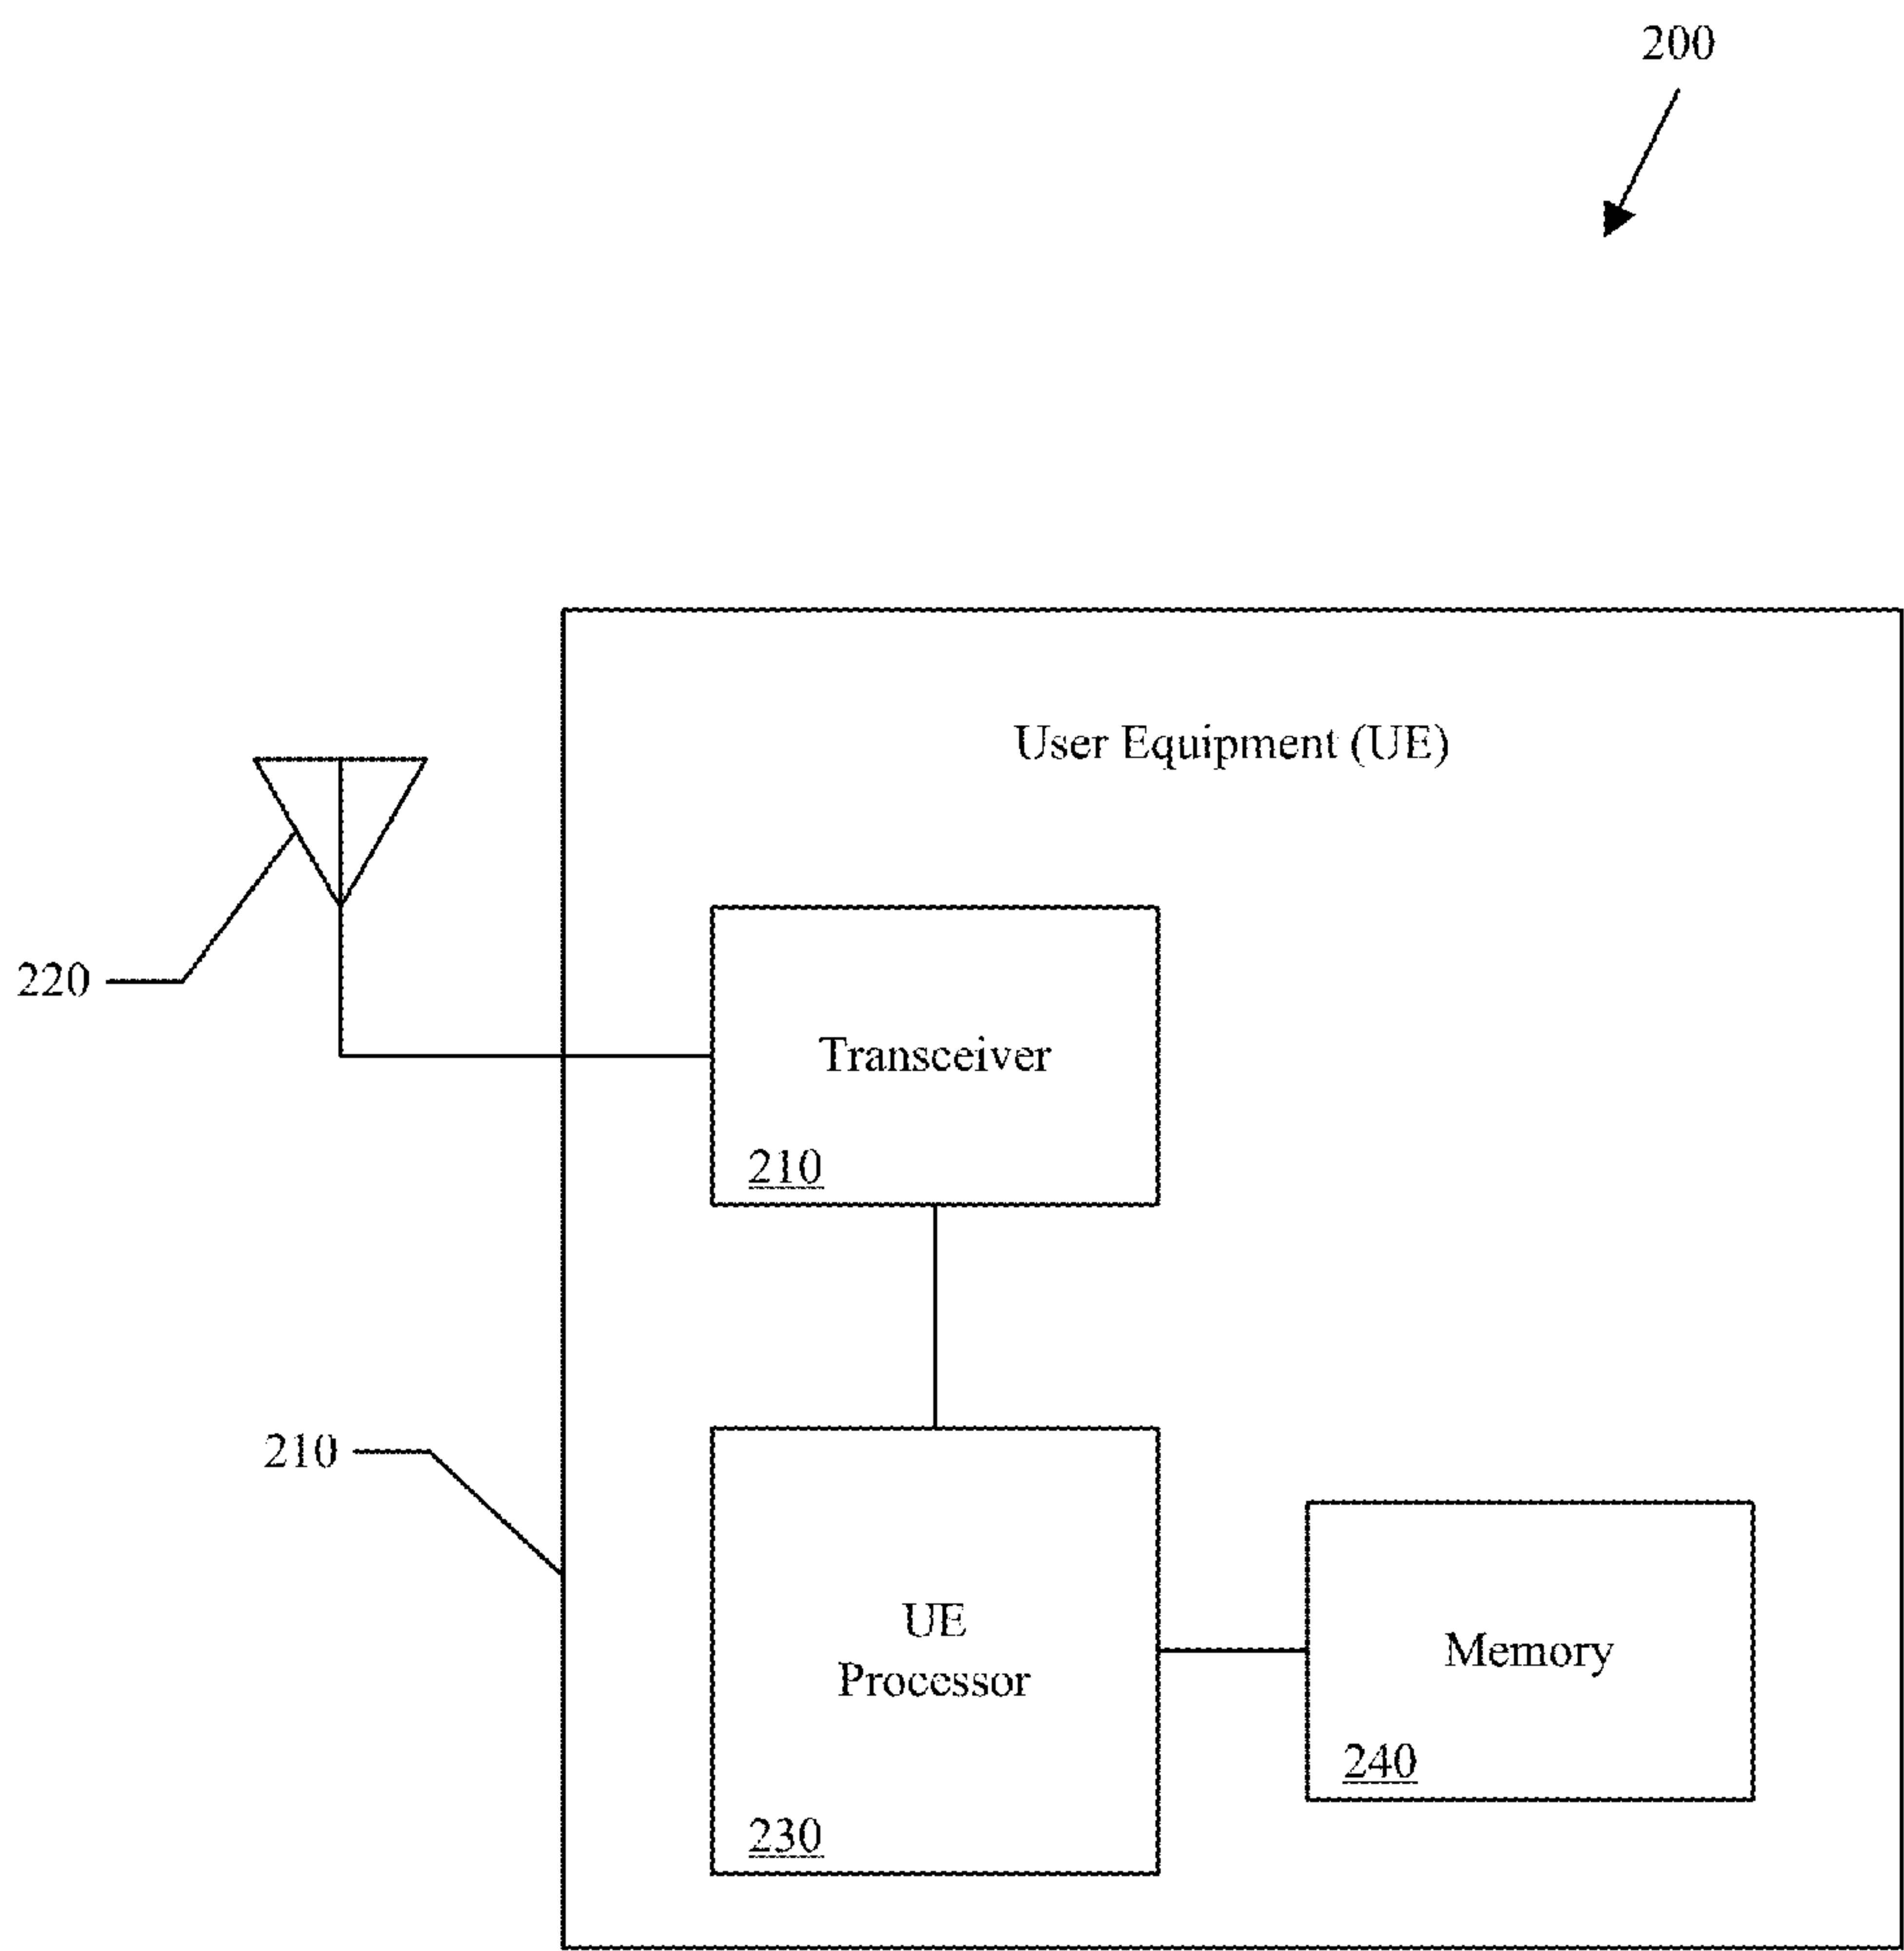 200
User Equipment (UE)
220
Transceiver
210
210
UE
Processor
230
Memory
240